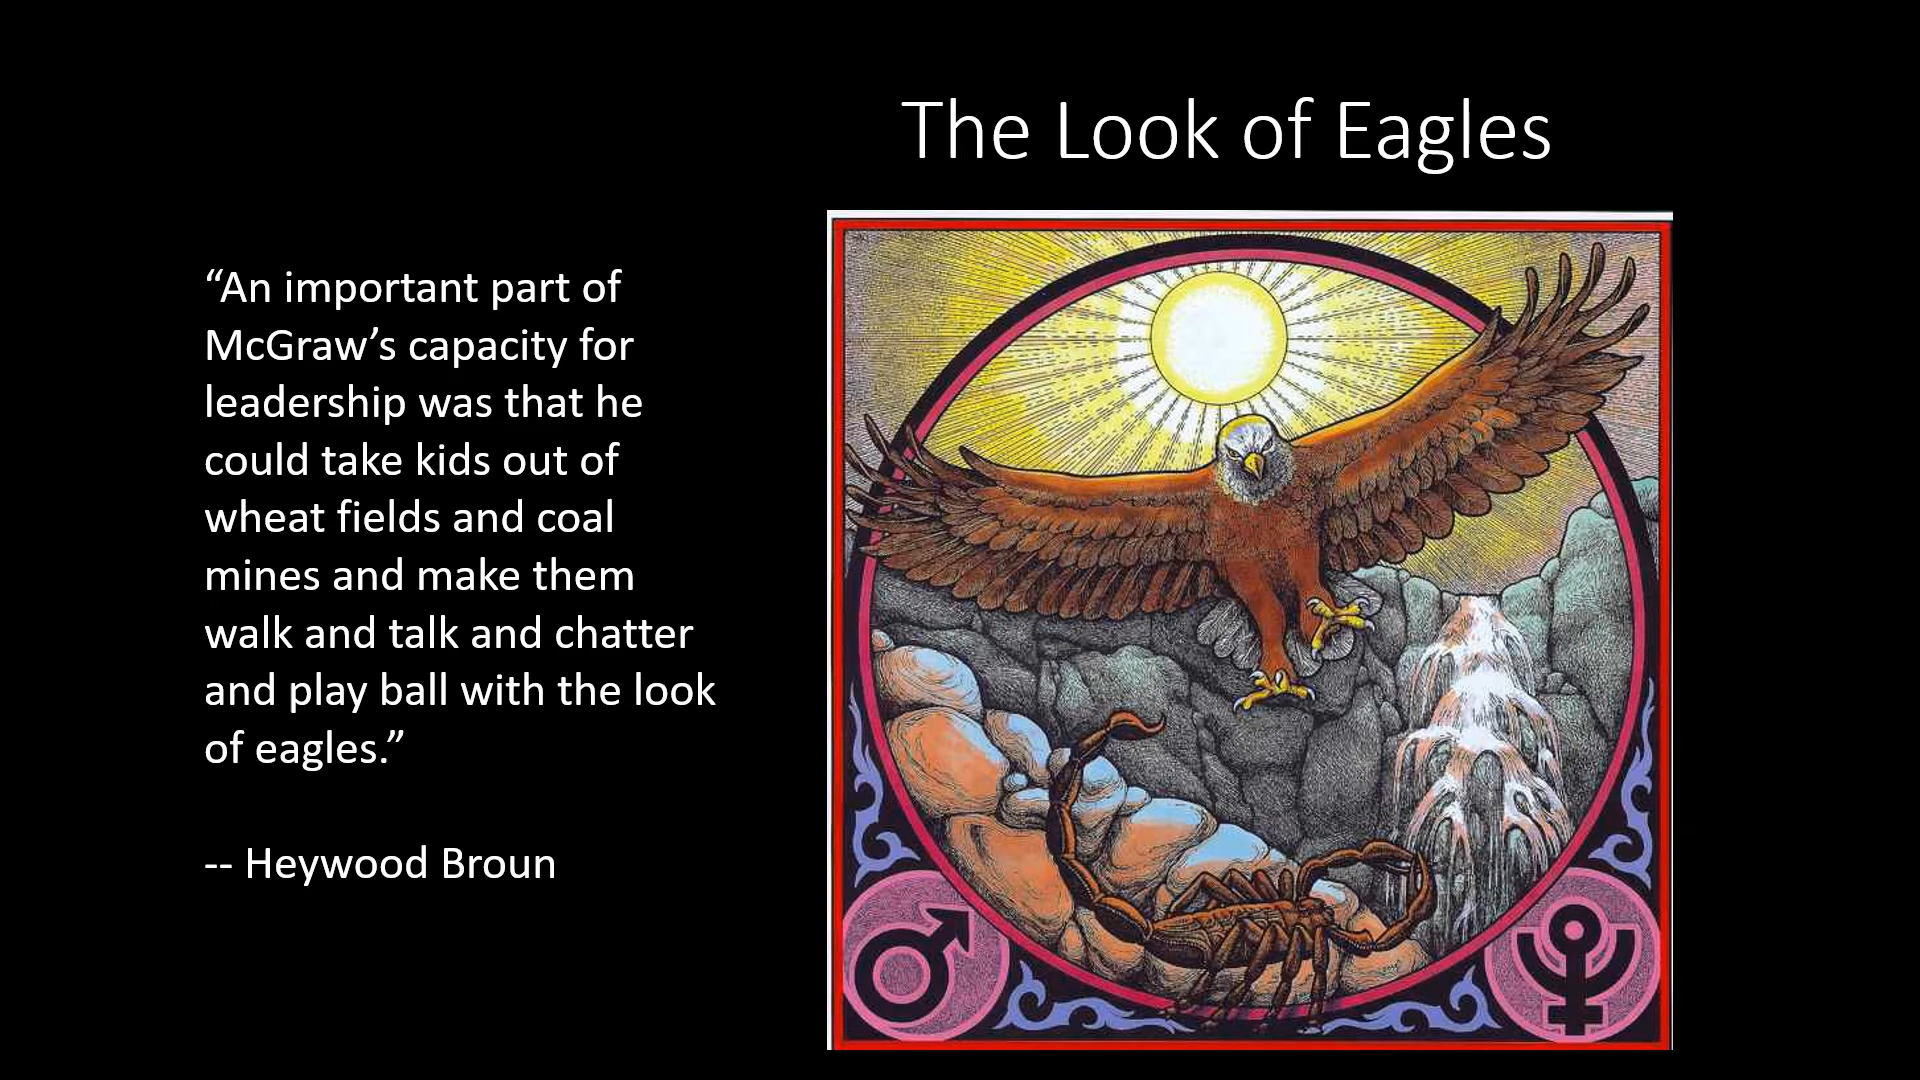 The Look of Eagles
“An important part of
McGraw’s capacity for
leadership was that he
could take kids out of
wheat fields and coal
mines and make them
walk and talk and chatter
and play ball with the look
of eagles.”
-- Heywood Broun